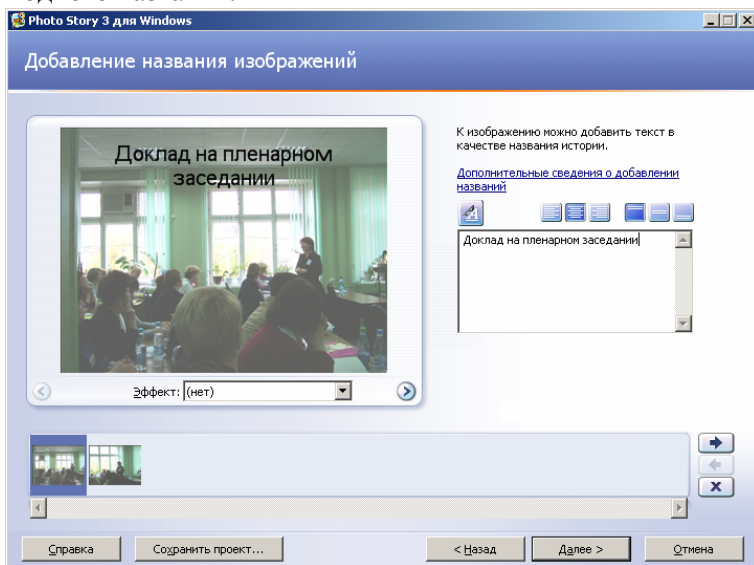 Photo Story 3 для Windows
Добавление названия изображений
Доклад на пленарном
заседании
К изображению можно добавить текст в
качестве названия истории.
Дополнительные сведения о добавлении
названий
Доклад на пленарном заседании
Эффект: (нет)
Справка
Сохранить проект...
< Назад
Далее >
Отмена